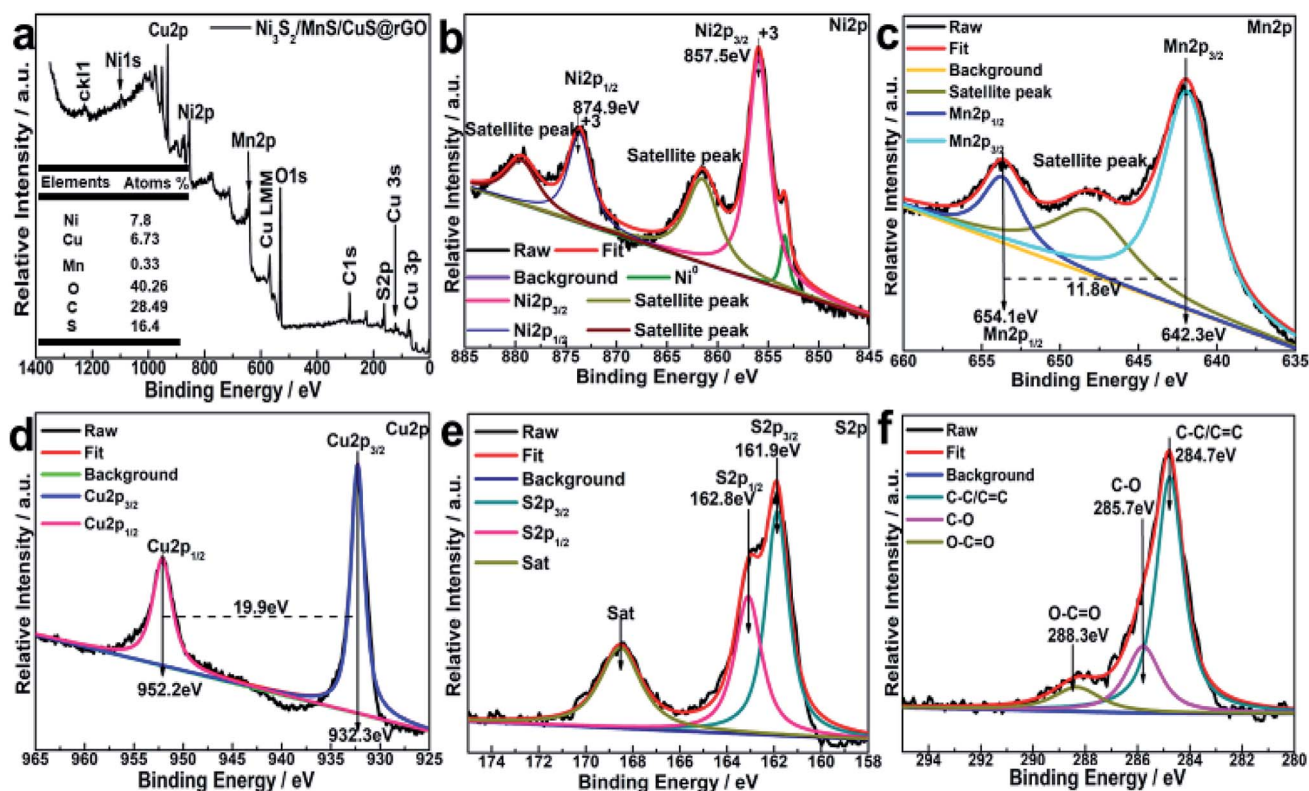 a
Ni₃S₂/MnS/CuS@rGO
Cu2p
Ni1s
ckl1
Ni2p
Mn2p
Cu LMM
O1s
C1s
S2p
Cu 3s
Cu 3p
Elements Atoms %
Ni 7.8
Cu 6.73
Mn 0.33
O 40.26
C 28.49
S 16.4
Relative Intensity / a.u.
1400 1200 1000 800 600 400 200 0
Binding Energy / eV
b
Ni2p
Ni2p₃/₂
+3
857.5eV
Ni2p₁/₂
874.9eV
+3
Satellite peak
Satellite peak
Raw Fit
Background Ni⁰
Ni2p₃/₂ Satellite peak
Ni2p₁/₂ Satellite peak
Relative Intensity / a.u.
885 880 875 870 865 860 855 850 845
Binding Energy / eV
c
Mn2p
Raw
Fit
Background
Satellite peak
Mn2p₁/₂
Mn2p₃/₂
Mn2p₃/₂
Satellite peak
11.8eV
654.1eV
Mn2p₁/₂
642.3eV
Relative Intensity / a.u.
660 655 650 645 640 635
Binding Energy / eV
d
Cu2p
Raw
Fit
Background
Cu2p₃/₂
Cu2p₁/₂
Cu2p₃/₂
Cu2p₁/₂
19.9eV
952.2eV
932.3eV
Relative Intensity / a.u.
965 960 955 950 945 940 935 930 925
Binding Energy / eV
e
S2p
Raw
Fit
Background
S2p₃/₂
S2p₁/₂
Sat
S2p₃/₂
161.9eV
S2p₁/₂
162.8eV
Sat
Relative Intensity / a.u.
174 172 170 168 166 164 162 160 158
Binding Energy / eV
f
Raw
Fit
Background
C-C/C=C
C-O
O-C=O
C-C/C=C
284.7eV
C-O
285.7eV
O-C=O
288.3eV
Relative Intensity / a.u.
294 292 290 288 286 284 282 280
Binding Energy / eV